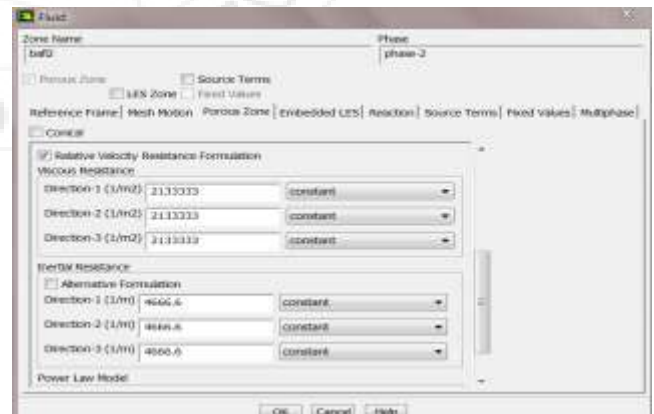 Fluid
Zone Name
Phase
baf0
phase-2
Porous Zone
Source Terms
LES Zone
Fixed Values
Reference Frame
Mesh Motion
Porous Zone
Embedded LES
Reaction
Source Terms
Fixed Values
Multiphase
Conical
Relative Velocity Resistance Formulation
Viscous Resistance
Direction-1 (1/m2) 2133333 constant
Direction-2 (1/m2) 2133333 constant
Direction-3 (1/m2) 2133333 constant
Inertial Resistance
Alternative Formulation
Direction-1 (1/m) 4666.6 constant
Direction-2 (1/m) 4666.6 constant
Direction-3 (1/m) 4666.6 constant
Power Law Model
OK Cancel Help